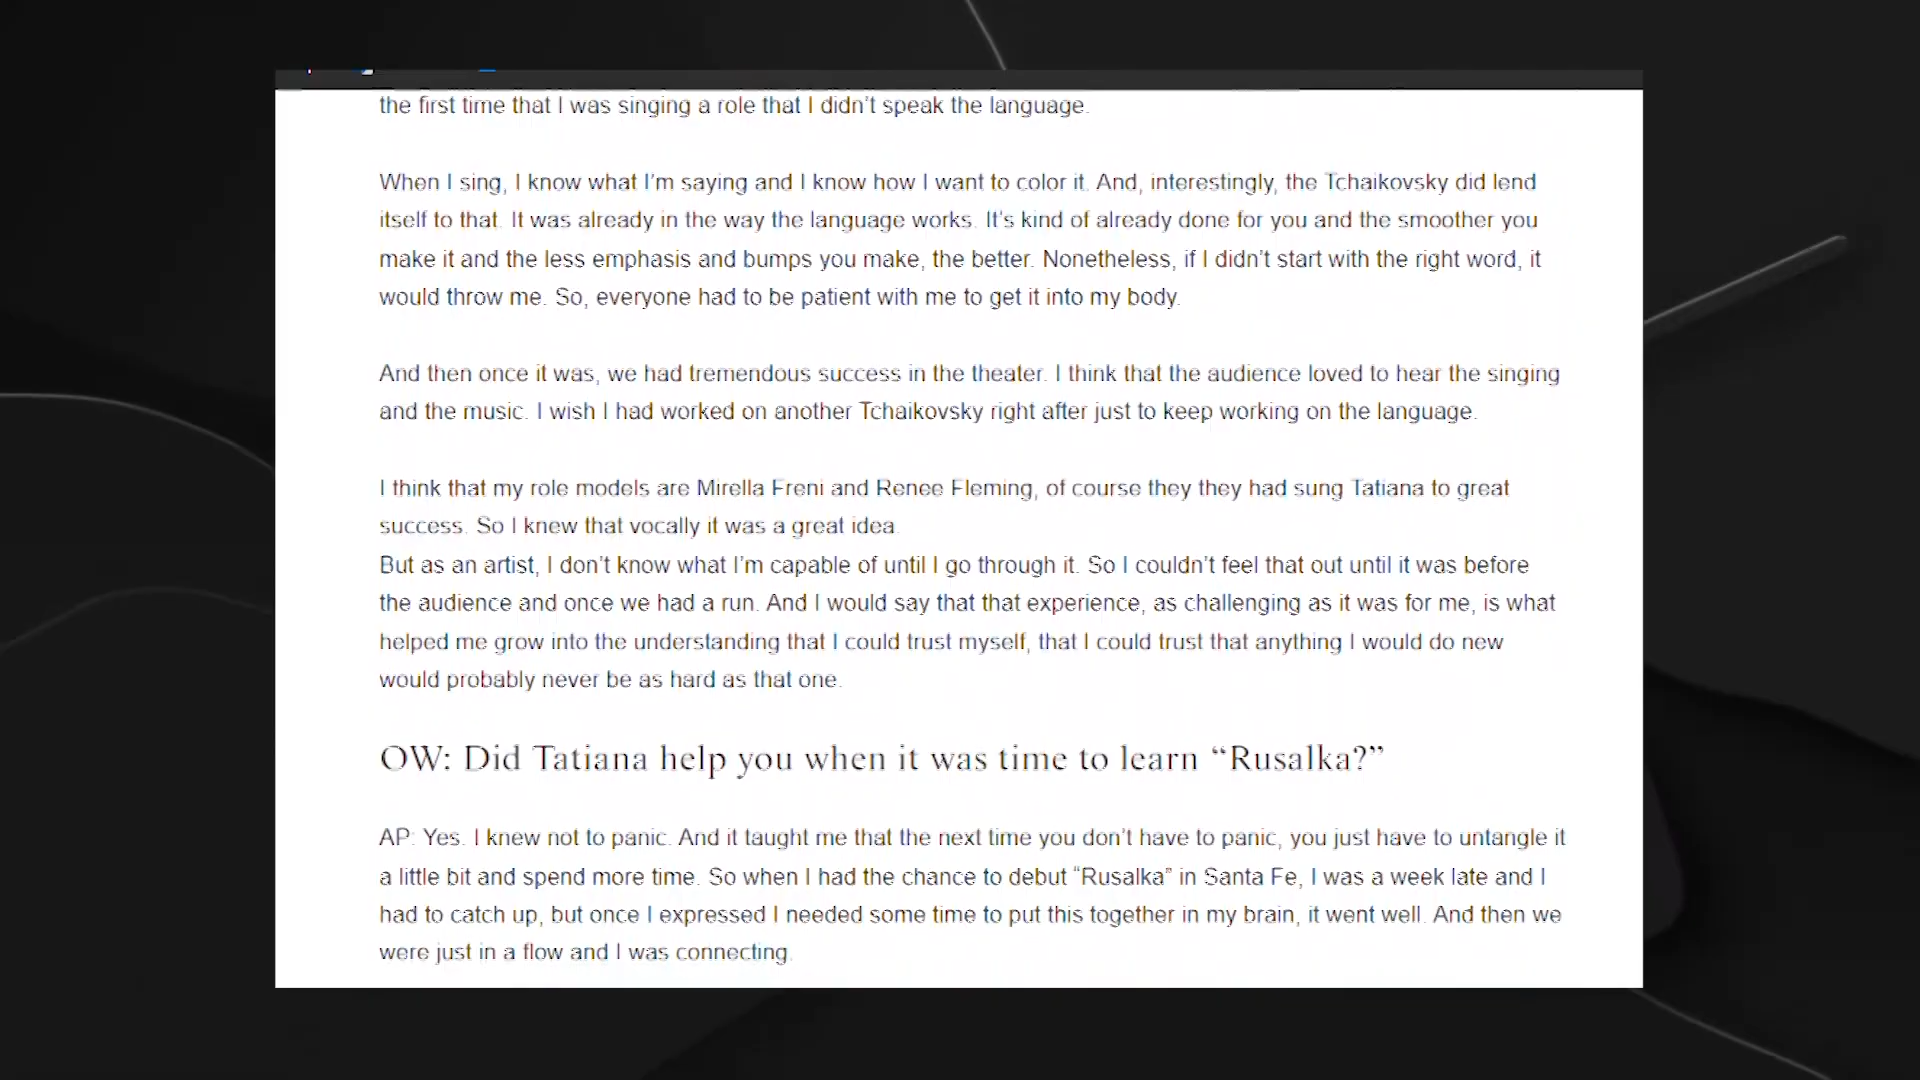 the first time that I was singing a role that I didn’t speak the language.
When I sing, I know what I’m saying and I know how I want to color it. And, interestingly, the Tchaikovsky did lend
itself to that. It was already in the way the language works. It’s kind of already done for you and the smoother you
make it and the less emphasis and bumps you make, the better. Nonetheless, if I didn’t start with the right word, it
would throw me. So, everyone had to be patient with me to get it into my body.
And then once it was, we had tremendous success in the theater. I think that the audience loved to hear the singing
and the music. I wish I had worked on another Tchaikovsky right after just to keep working on the language.
I think that my role models are Mirella Freni and Renee Fleming, of course they they had sung Tatiana to great
success. So I knew that vocally it was a great idea.
But as an artist, I don’t know what I’m capable of until I go through it. So I couldn’t feel that out until it was before
the audience and once we had a run. And I would say that that experience, as challenging as it was for me, is what
helped me grow into the understanding that I could trust myself, that I could trust that anything I would do new
would probably never be as hard as that one.
OW: Did Tatiana help you when it was time to learn “Rusalka?”
AP: Yes. I knew not to panic. And it taught me that the next time you don’t have to panic, you just have to untangle it
a little bit and spend more time. So when I had the chance to debut “Rusalka” in Santa Fe, I was a week late and I
had to catch up, but once I expressed I needed some time to put this together in my brain, it went well. And then we
were just in a flow and I was connecting.